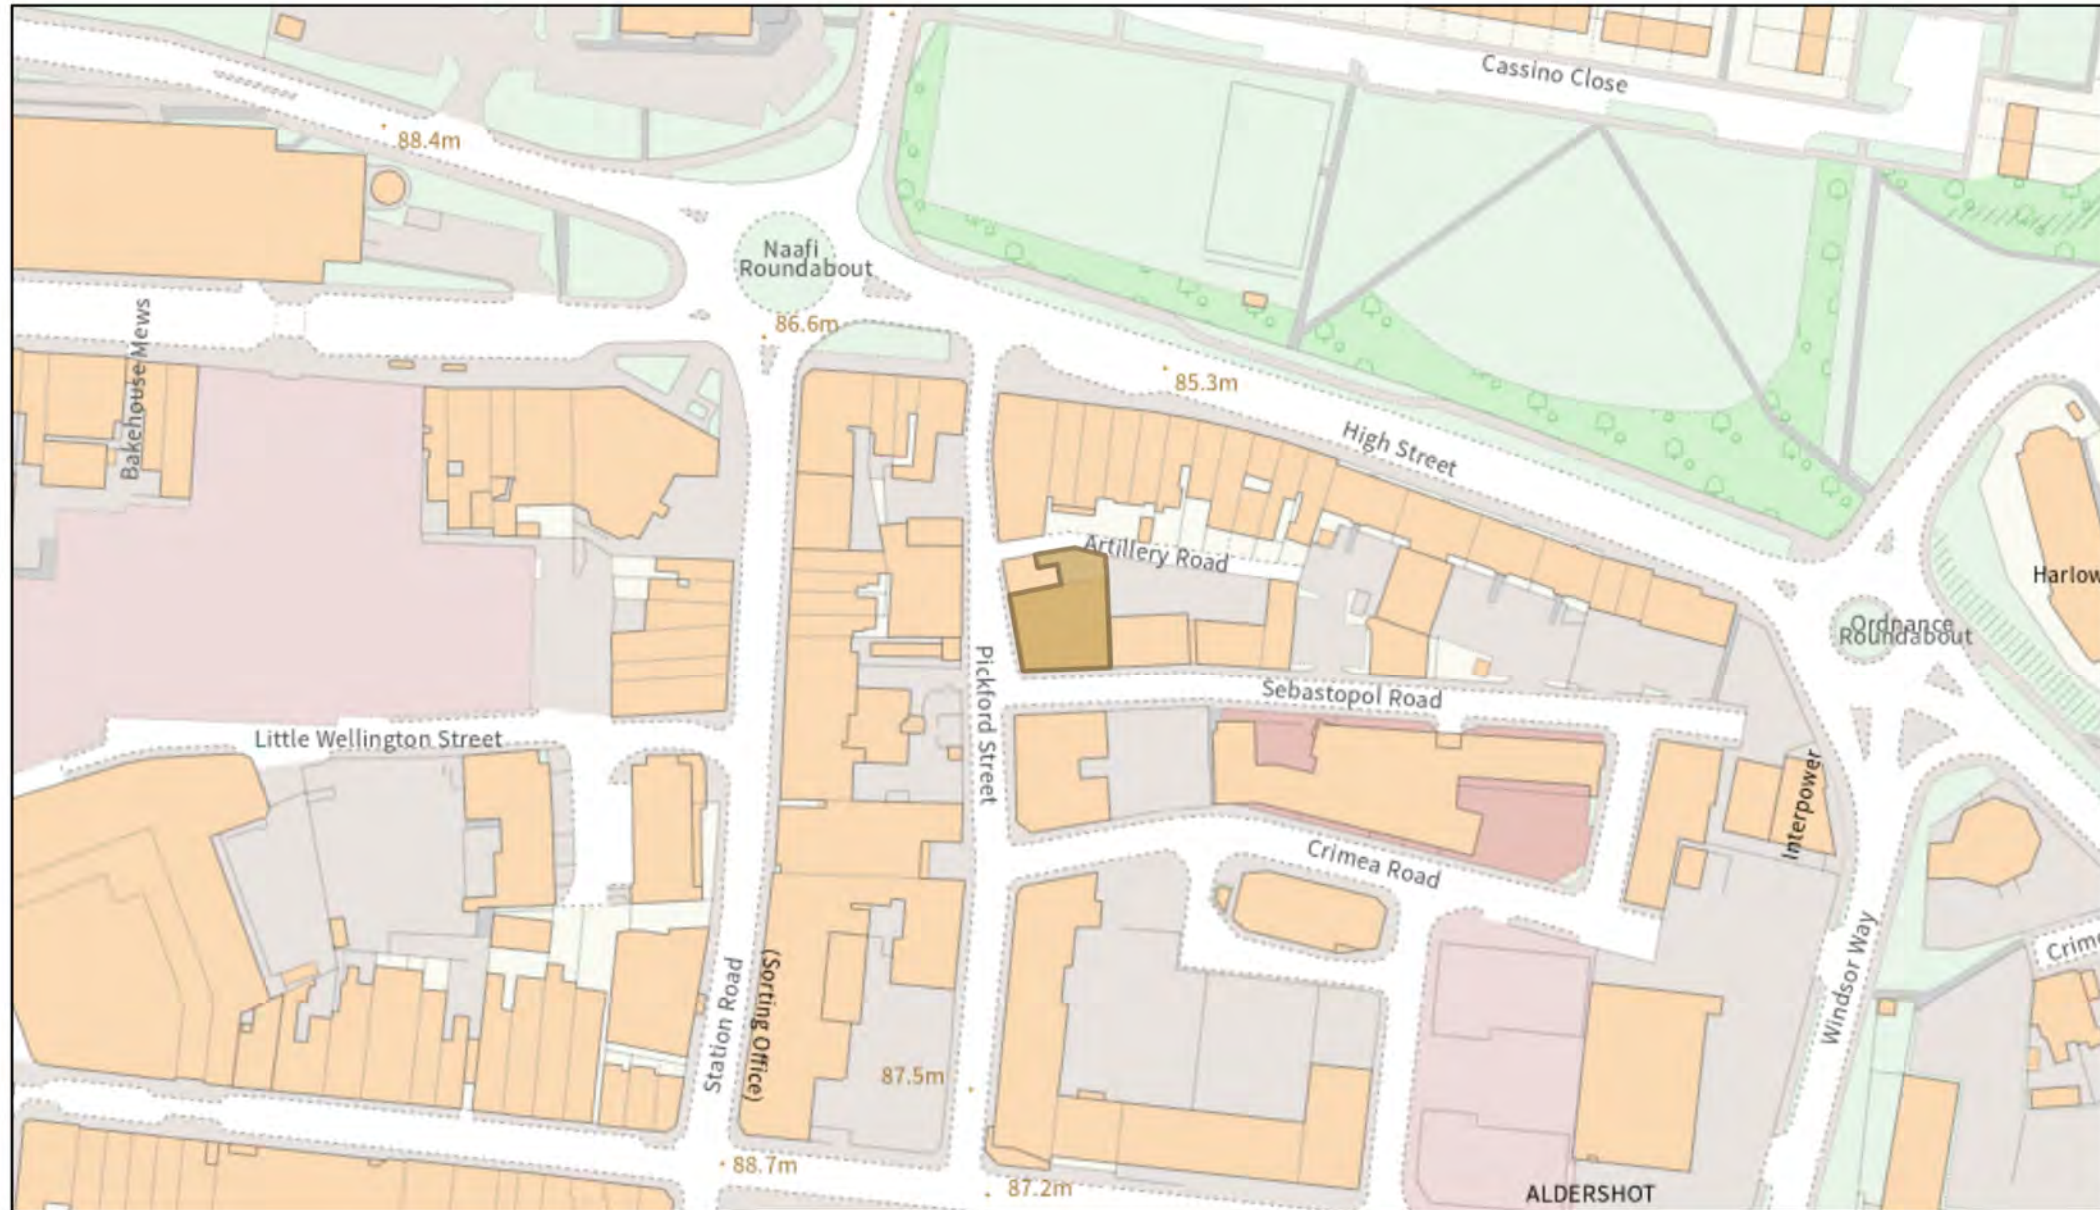 Cassino Close
88.4m
Naafi
Roundabout
86.6m
Bakehouse Mews
85.3m
High Street
Artillery Road
Harlow
Ordnance
Roundabout
Pickford Street
Sebastopol Road
Little Wellington Street
Interpower
Crimea Road
Windsor Way
Crime
Station Road
(Sorting Office)
87.5m
88.7m
87.2m
ALDERSHOT